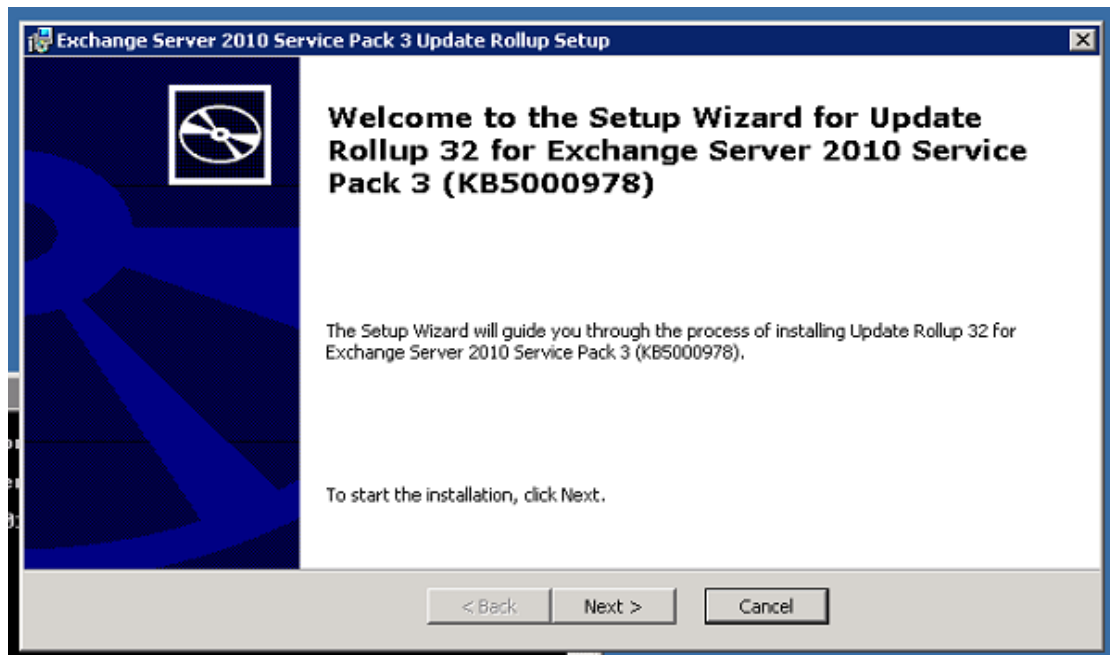 Exchange Server 2010 Service Pack 3 Update Rollup Setup
Welcome to the Setup Wizard for Update
Rollup 32 for Exchange Server 2010 Service
Pack 3 (KB5000978)
The Setup Wizard will guide you through the process of installing Update Rollup 32 for
Exchange Server 2010 Service Pack 3 (KB5000978).
To start the installation, click Next.
< Back
Next >
Cancel